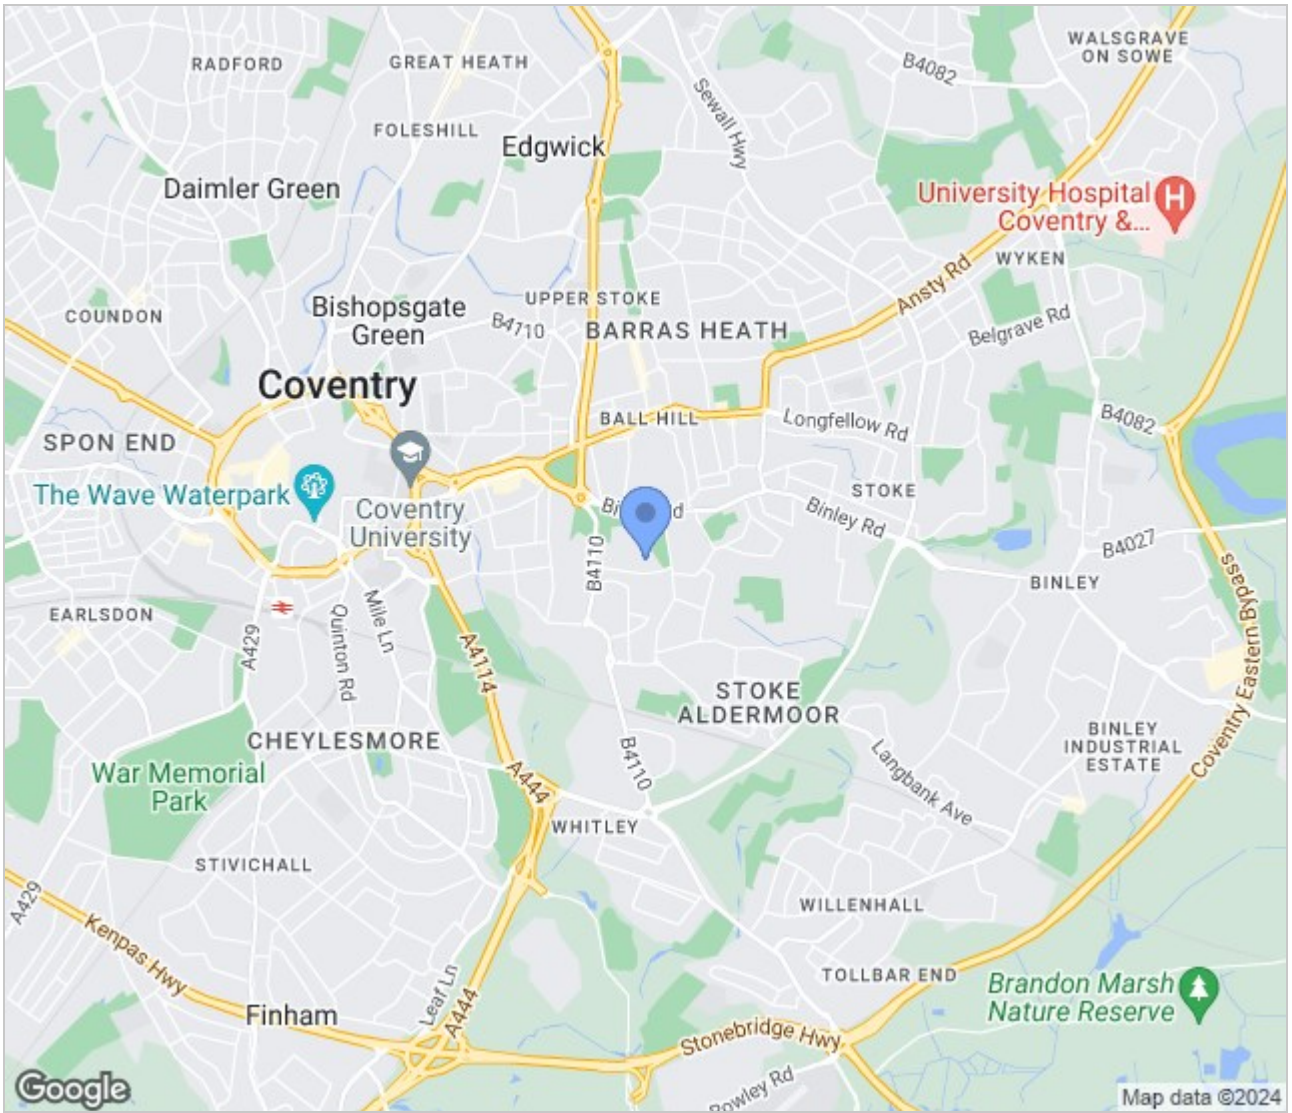 RADFORD
GREAT HEATH
B4082
WALSGRAVE
ON SOWE
Sewall Hwy
FOLESHILL
Edgwick
Daimler Green
University Hospital
Coventry &...
WYKEN
Ansty Rd
COUNDON
Bishopsgate
Green
UPPER STOKE
B4710
BARRAS HEATH
Belgrave Rd
Coventry
BALL HILL
Longfellow Rd
B4082
SPON END
The Wave Waterpark
Coventry
University
STOKE
Binley Rd
B4027
B4110
BINLEY
EARLSDON
A429
Quinton Rd
Mile Ln
A4114
Coventry Eastern Bypass
STOKE
ALDERMOOR
CHEYLESMORE
B4110
BINLEY
INDUSTRIAL
ESTATE
War Memorial
Park
A444
Langbank Ave
WHITLEY
STIVICHALL
A429
WILLENHALL
Kenpas Hwy
TOLLBAR END
Brandon Marsh
Nature Reserve
Leaf Ln
A444
Finham
Stonebridge Hwy
Rowley Rd
Google
Map data ©2024